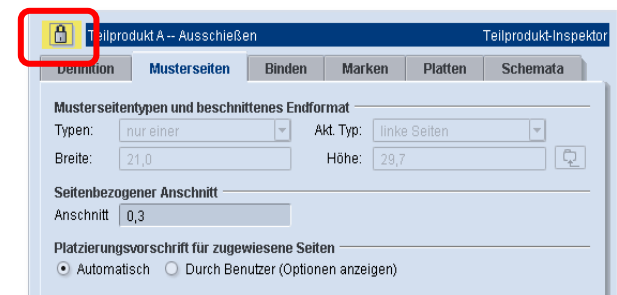 Teilprodukt A -- Ausschießen Teilprodukt-Inspektor
Definition Musterseiten Binden Marken Platten Schemata
Musterseitentypen und beschnittenes Endformat
Typen: nur einer Akt. Typ: linke Seiten
Breite: 21,0 Höhe: 29,7
Seitenbezogener Anschnitt
Anschnitt 0,3
Platzierungsvorschrift für zugewiesene Seiten
Automatisch Durch Benutzer (Optionen anzeigen)